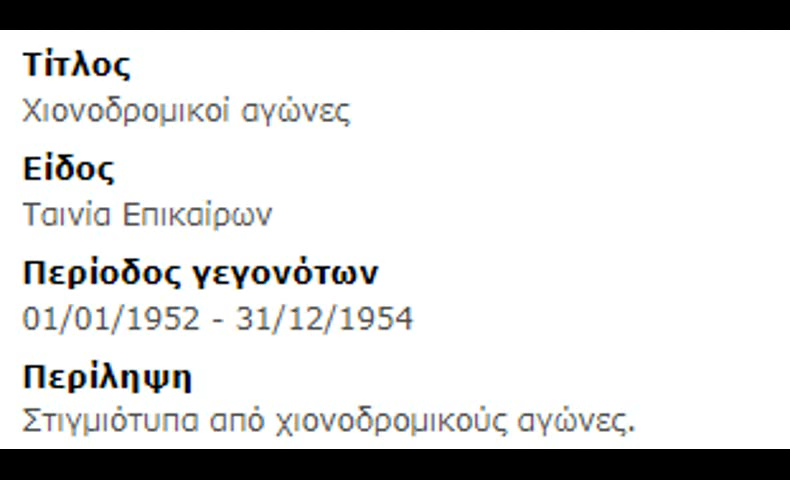 Τίτλος
Χιονοδρομικοί αγώνες
Είδος
Ταινία Επικαίρων
Περίοδος γεγονότων
01/01/1952 - 31/12/1954
Περίληψη
Στιγμιότυπα από χιονοδρομικούς αγώνες.